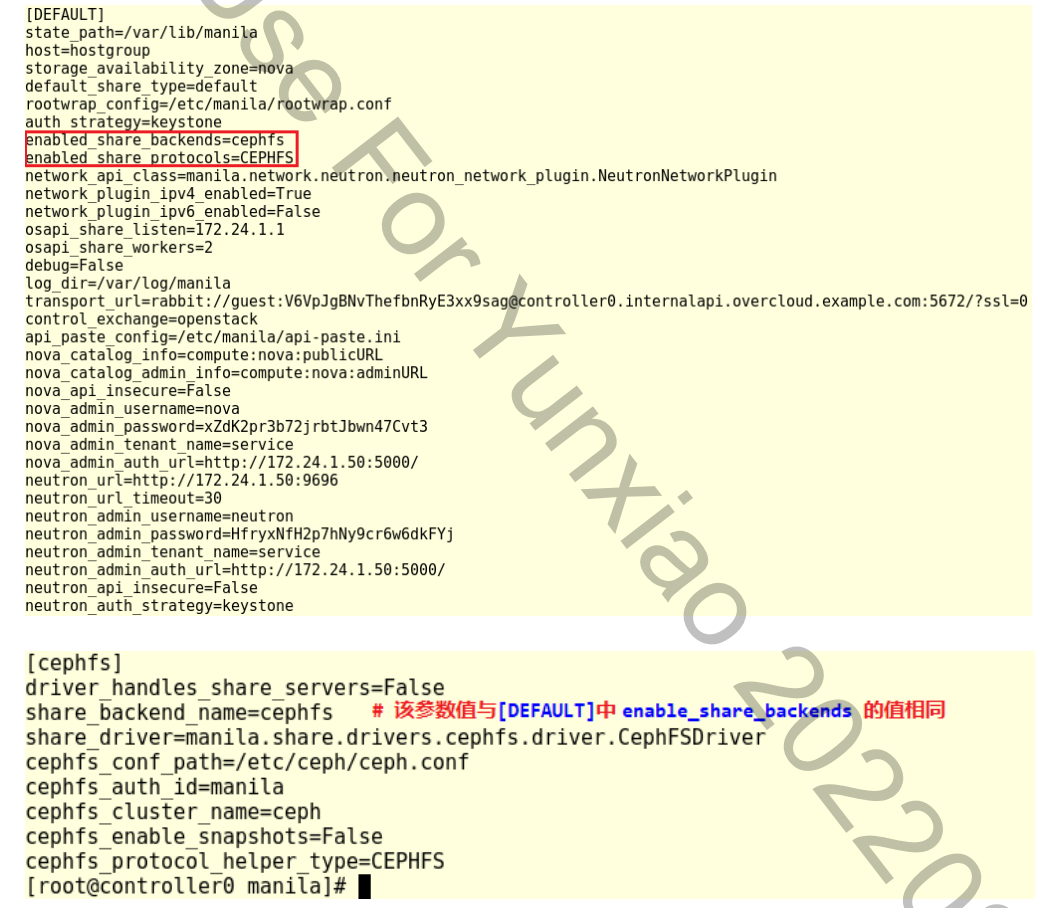 [DEFAULT]
state_path=/var/lib/manila
host=hostgroup
storage_availability_zone=nova
default_share_type=default
rootwrap_config=/etc/manila/rootwrap.conf
auth_strategy=keystone
enabled_share_backends=cephfs
enabled_share_protocols=CEPHFS
network_api_class=manila.network.neutron.neutron_network_plugin.NeutronNetworkPlugin
network_plugin_ipv4_enabled=True
network_plugin_ipv6_enabled=False
osapi_share_listen=172.24.1.1
osapi_share_workers=2
debug=False
log_dir=/var/log/manila
transport_url=rabbit://guest:V6VpJgBNvThefbnRyE3xx9sag@controller0.internalapi.overcloud.example.com:5672/?ssl=0
control_exchange=openstack
api_paste_config=/etc/manila/api-paste.ini
nova_catalog_info=compute:nova:publicURL
nova_catalog_admin_info=compute:nova:adminURL
nova_api_insecure=False
nova_admin_username=nova
nova_admin_password=xZdK2pr3b72jrbtJbwn47Cvt3
nova_admin_tenant_name=service
nova_admin_auth_url=http://172.24.1.50:5000/
neutron_url=http://172.24.1.50:9696
neutron_url_timeout=30
neutron_admin_username=neutron
neutron_admin_password=HfryxNfH2p7hNy9cr6w6dkFYj
neutron_admin_tenant_name=service
neutron_admin_auth_url=http://172.24.1.50:5000/
neutron_api_insecure=False
neutron_auth_strategy=keystone
[cephfs]
driver_handles_share_servers=False
share_backend_name=cephfs # 该参数值与[DEFAULT]中 enable_share_backends 的值相同
share_driver=manila.share.drivers.cephfs.driver.CephFSDriver
cephfs_conf_path=/etc/ceph/ceph.conf
cephfs_auth_id=manila
cephfs_cluster_name=ceph
cephfs_enable_snapshots=False
cephfs_protocol_helper_type=CEPHFS
[root@controller0 manila]#
Use For Yunxiao 20220